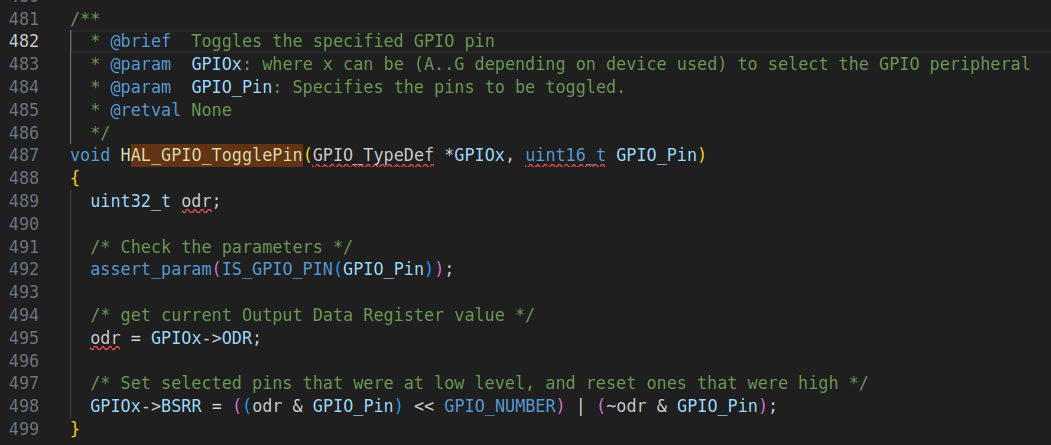 481 /**
482 * @brief Toggles the specified GPIO pin
483 * @param GPIOx: where x can be (A..G depending on device used) to select the GPIO peripheral
484 * @param GPIO_Pin: Specifies the pins to be toggled.
485 * @retval None
486 */
487 void HAL_GPIO_TogglePin(GPIO_TypeDef *GPIOx, uint16_t GPIO_Pin)
488 {
489 uint32_t odr;
490
491 /* Check the parameters */
492 assert_param(IS_GPIO_PIN(GPIO_Pin));
493
494 /* get current Output Data Register value */
495 odr = GPIOx->ODR;
496
497 /* Set selected pins that were at low level, and reset ones that were high */
498 GPIOx->BSRR = ((odr & GPIO_Pin) << GPIO_NUMBER) | (~odr & GPIO_Pin);
499 }